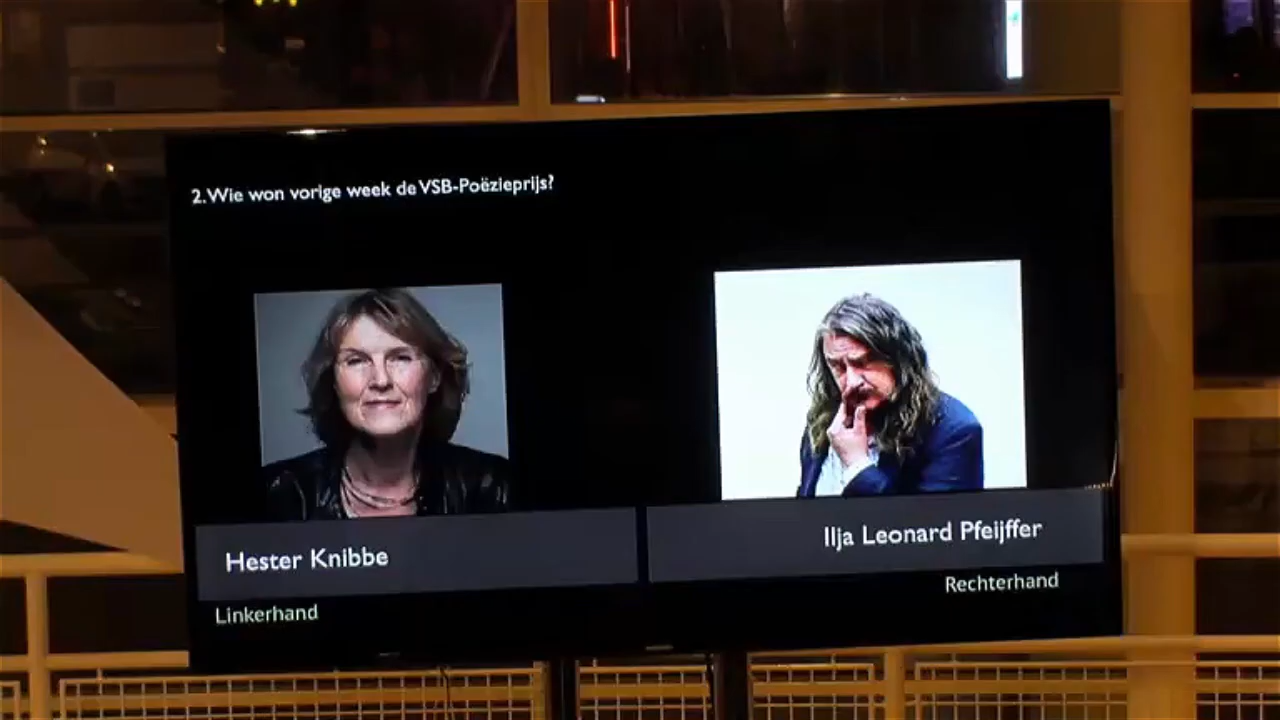 2. Wie won vorige week de VSB-Poëzieprijs?
Hester Knibbe
Ilja Leonard Pfeijffer
Linkerhand
Rechterhand